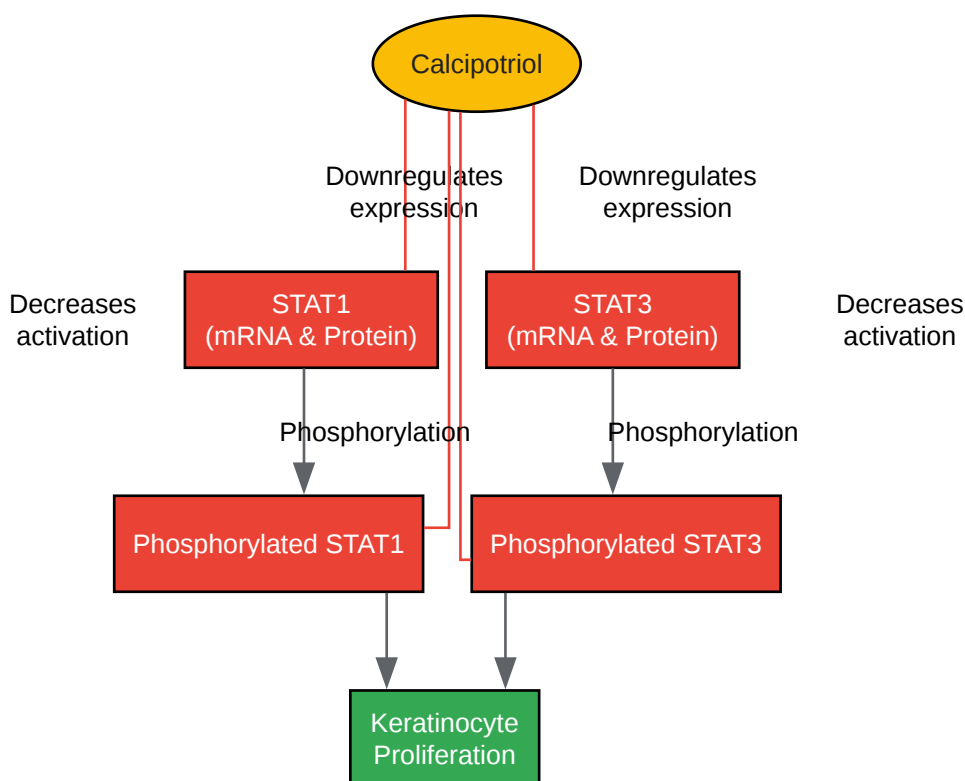 Calcipotriol
Downregulates
expression
Downregulates
expression
Decreases
activation
STAT1
(mRNA & Protein)
STAT3
(mRNA & Protein)
Decreases
activation
Phosphorylation
Phosphorylation
Phosphorylated STAT1
Phosphorylated STAT3
Keratinocyte
Proliferation